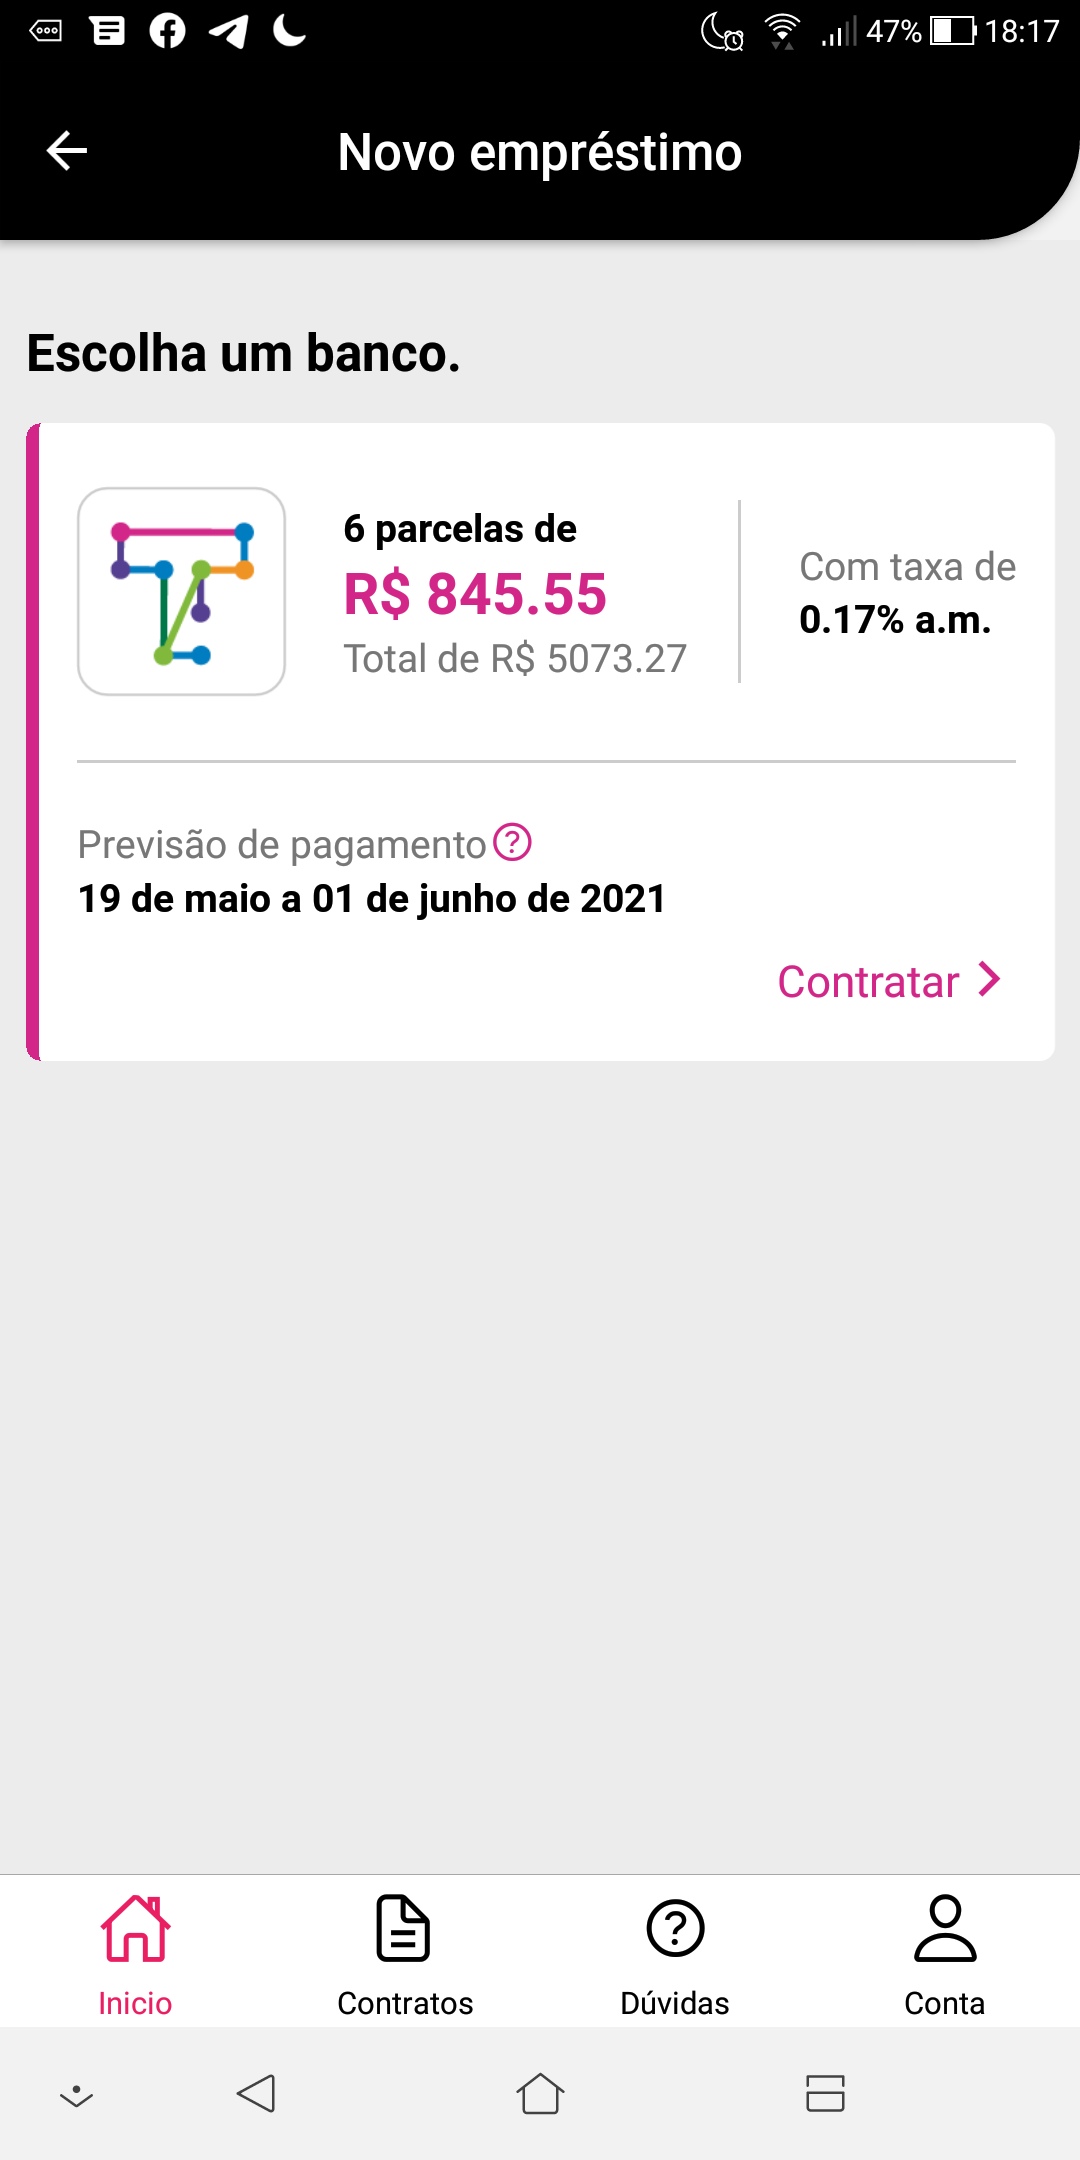 47% 18:17
Novo empréstimo
Escolha um banco.
6 parcelas de
R$ 845.55
Total de R$ 5073.27
Com taxa de
0.17% a.m.
Previsão de pagamento
19 de maio a 01 de junho de 2021
Contratar
Inicio Contratos Dúvidas Conta